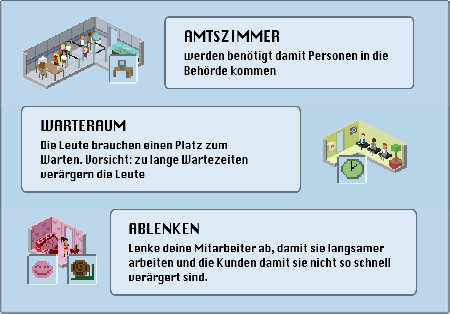 AMTSZIMMER
werden benötigt damit Personen in die
Behörde kommen
WARTERAUM
Die Leute brauchen einen Platz zum
Warten. Vorsicht: zu lange Wartezeiten
verärgern die Leute
ABLENKEN
Lenke deine Mitarbeiter ab, damit sie langsamer
arbeiten und die Kunden damit sie nicht so schnell
verärgert sind.